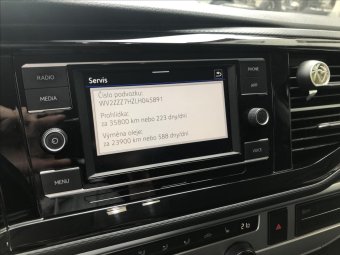 RADIO
MEDIA
MENU
Servis
Číslo podvozku:
WV2ZZZ7HZLH045891
Prohlídka:
za 35800 km nebo 223 dny/dní
Výměna oleje:
za 23900 km nebo 588 dny/dní
PHONE
APP
VOICE